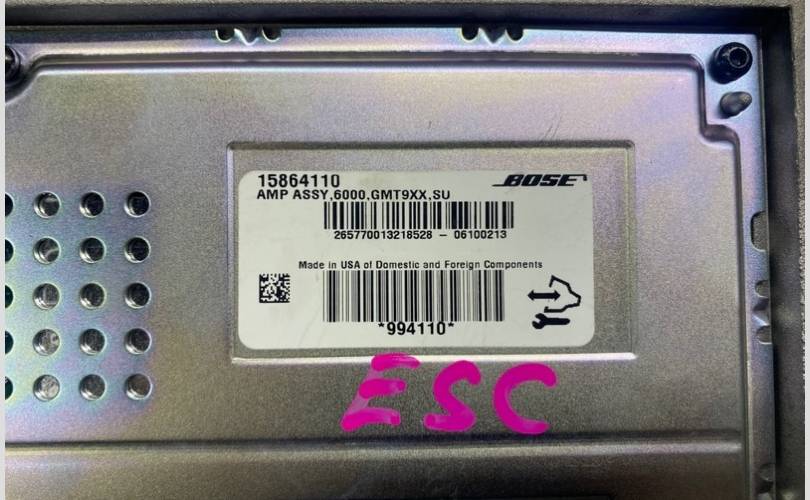 15864110
BOSE
AMP ASSY,6000,GMT9XX,SU
265770013218528 - 06100213
Made in USA of Domestic and Foreign Components
*994110*
ESC